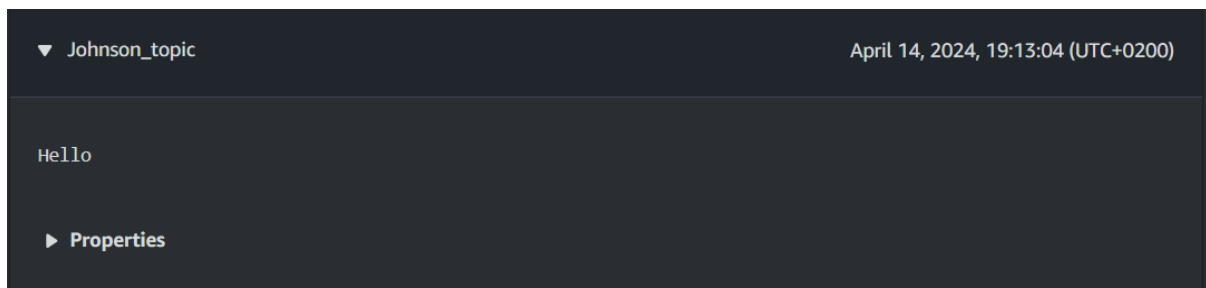 Johnson_topic April 14, 2024, 19:13:04 (UTC+0200)
Hello
Properties